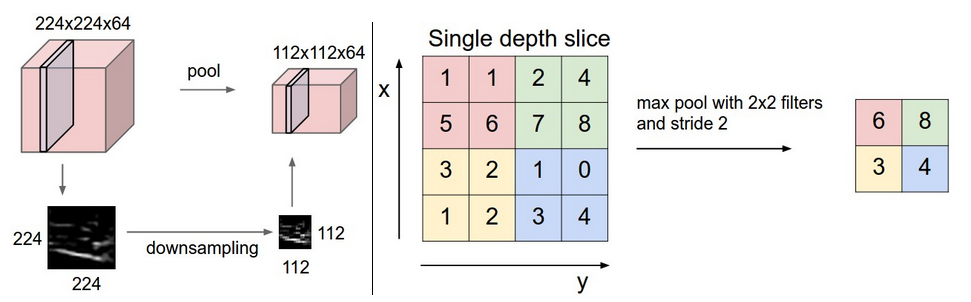 224x224x64
pool
112x112x64
224
224
downsampling
112
112
Single depth slice
x
1 1 2 4
5 6 7 8
3 2 1 0
1 2 3 4
y
max pool with 2x2 filters
and stride 2
6 8
3 4